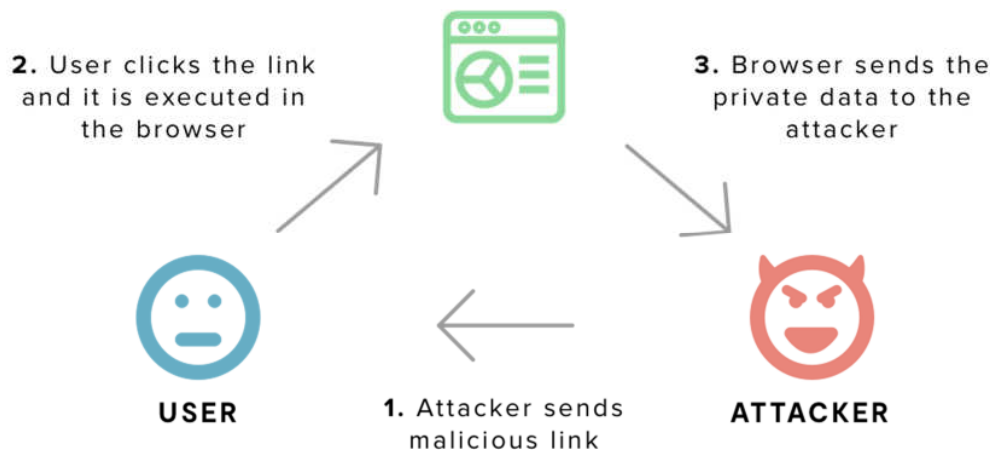 2. User clicks the link
and it is executed in
the browser
3. Browser sends the
private data to the
attacker
USER
1. Attacker sends
malicious link
ATTACKER